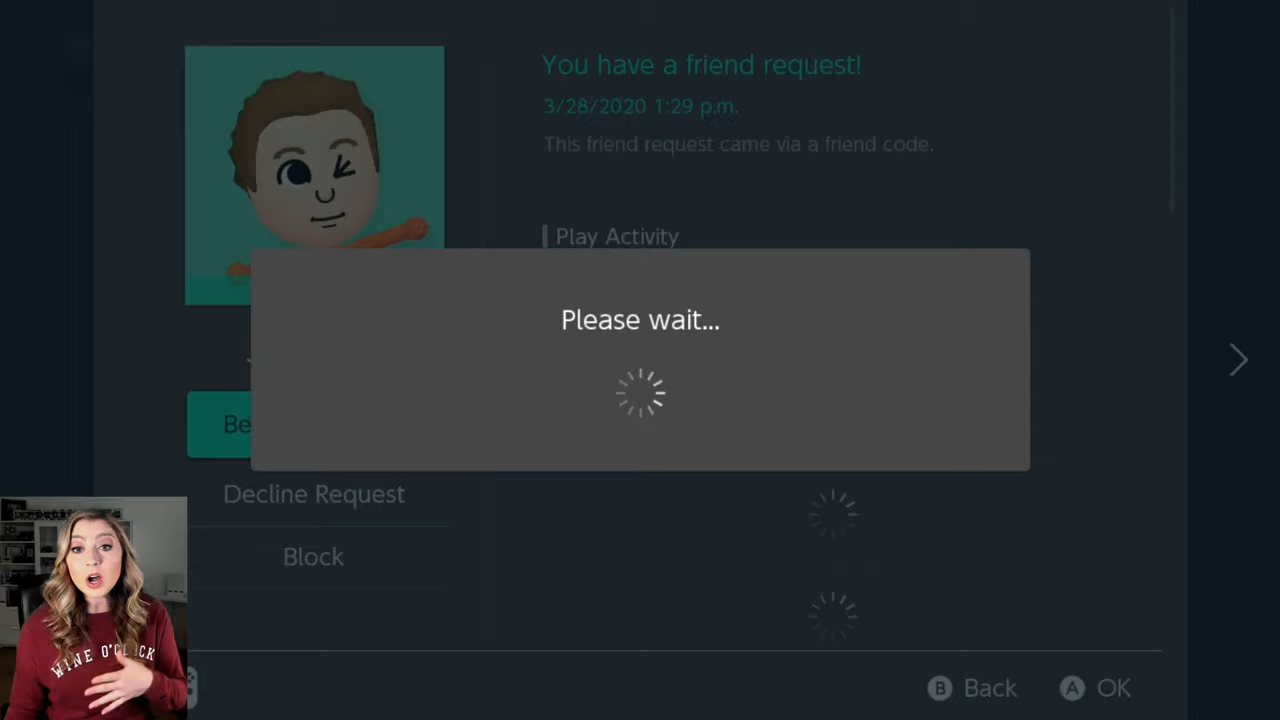 You have a friend request!
3/28/2020 1:29 p.m.
This friend request came via a friend code.
Play Activity
Please wait...
Be
Decline Request
Block
WINE O'CLOCK
B Back
A OK